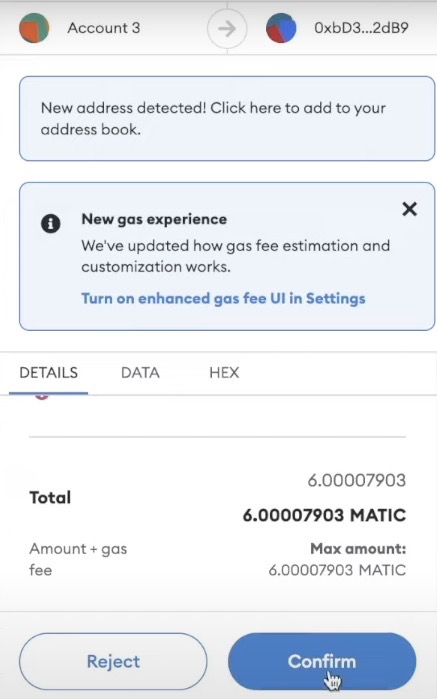 Account 3
0xbD3...2dB9
New address detected! Click here to add to your
address book.
New gas experience
We've updated how gas fee estimation and
customization works.
Turn on enhanced gas fee UI in Settings
DETAILS
DATA
HEX
6.00007903
Total
6.00007903 MATIC
Amount + gas
fee
Max amount:
6.00007903 MATIC
Reject
Confirm